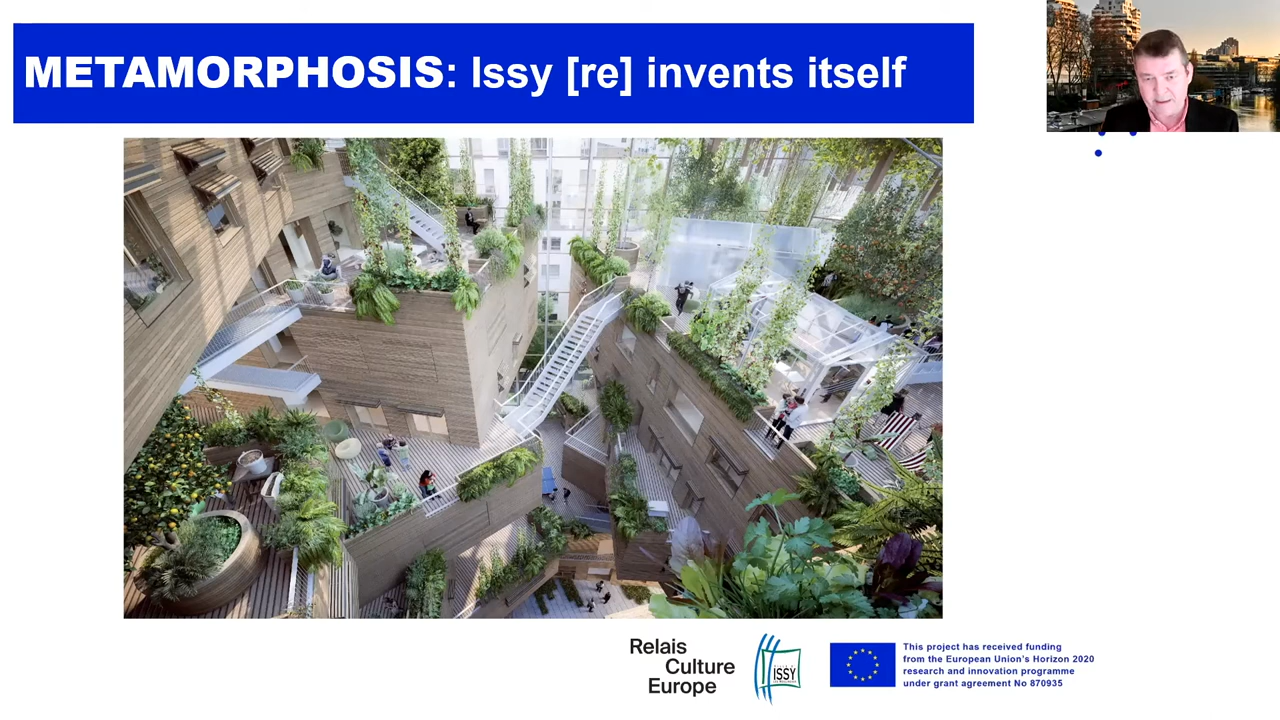 METAMORPHOSIS: Issy [re] invents itself
Relais
Culture
Europe
ISSY
This project has received funding
from the European Union's Horizon 2020
research and innovation programme
under grant agreement No 870935